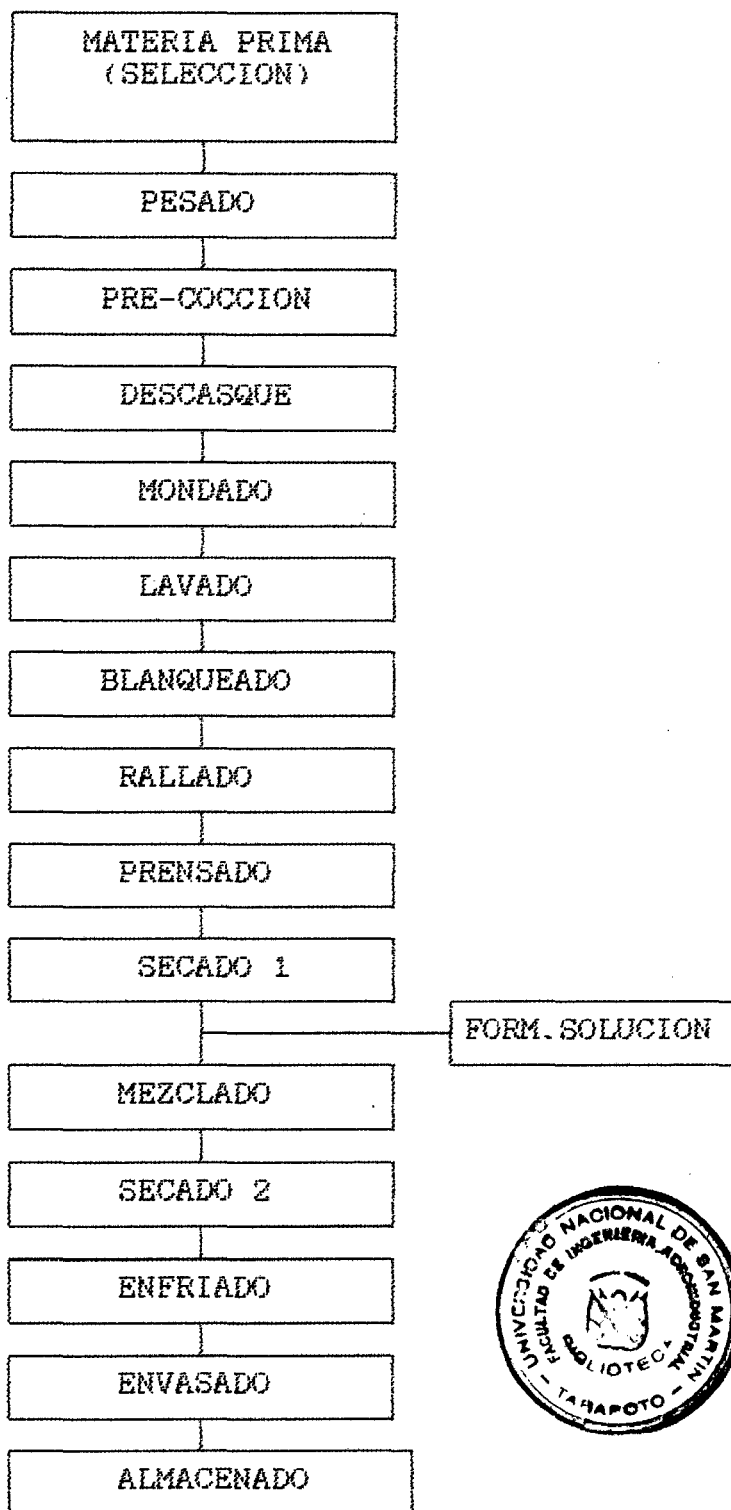 MATERIA PRIMA
(SELECCION)
PESADO
PRE-COCCION
DESCASQUE
MONDADO
LAVADO
BLANQUEADO
RALLADO
PRENSADO
SECADO 1
FORM.SOLUCION
MEZCLADO
SECADO 2
ENFRIADO
ENVASADO
ALMACENADO
UNIVERSIDAD NACIONAL DE SAN MARTIN
FACULTAD DE INGENIERIA AGROINDUSTRIAL
BIBLIOTECA
- TARAPOTO -